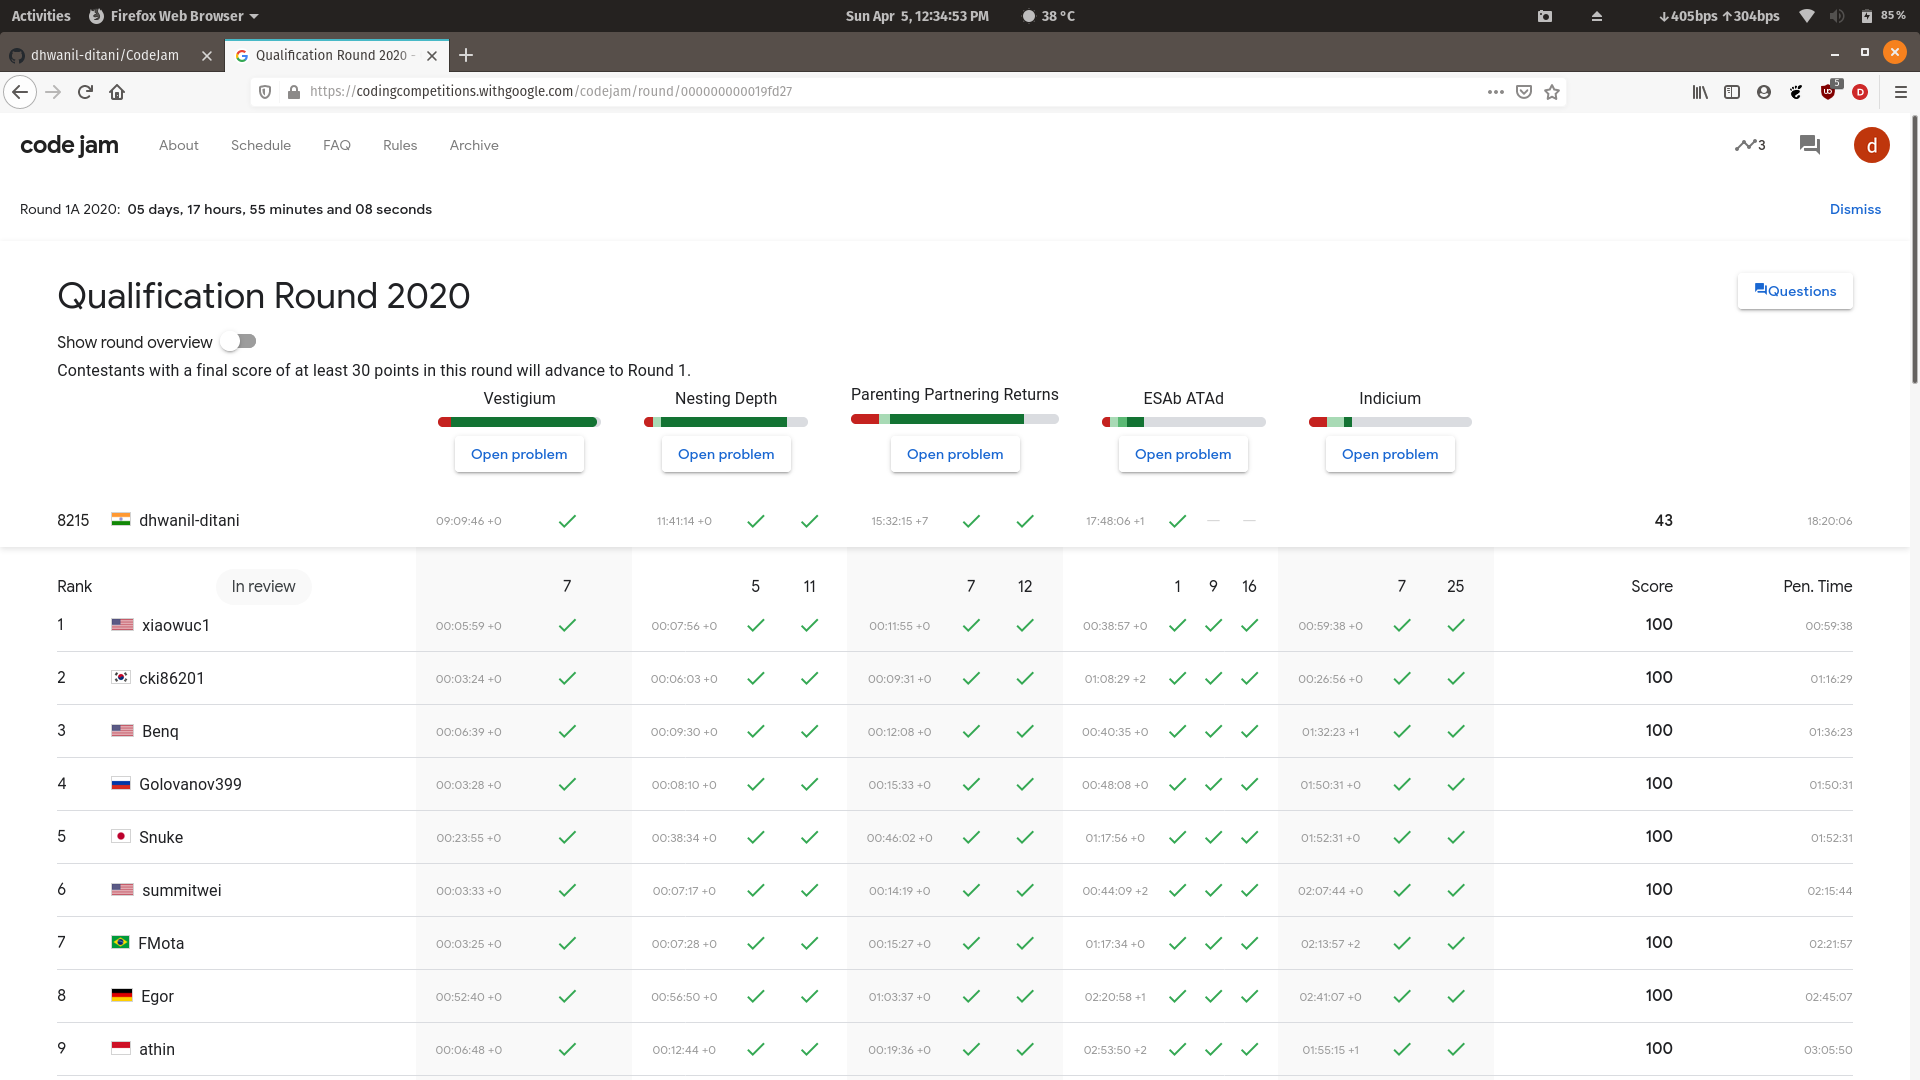 Activities Firefox Web Browser Sun Apr 5, 12:34:53 PM 38 °C ↓405bps ↑304bps 85%
dhwanil-ditani/CodeJam Qualification Round 2020 -
https://codingcompetitions.withgoogle.com/codejam/round/000000000019fd27 5
code jam About Schedule FAQ Rules Archive 3 d
Round 1A 2020: 05 days, 17 hours, 55 minutes and 08 seconds Dismiss
Qualification Round 2020 Questions
Show round overview
Contestants with a final score of at least 30 points in this round will advance to Round 1.
Vestigium Nesting Depth Parenting Partnering Returns ESAb ATAd Indicium
Open problem Open problem Open problem Open problem Open problem
8215 dhwanil-ditani 09:09:46 +0 11:41:14 +0 15:32:15 +7 17:48:06 +1 — — 43 18:20:06
Rank In review 7 5 11 7 12 1 9 16 7 25 Score Pen. Time
1 xiaowuc1 00:05:59 +0 00:07:56 +0 00:11:55 +0 00:38:57 +0 00:59:38 +0 100 00:59:38
2 cki86201 00:03:24 +0 00:06:03 +0 00:09:31 +0 01:08:29 +2 00:26:56 +0 100 01:16:29
3 Benq 00:06:39 +0 00:09:30 +0 00:12:08 +0 00:40:35 +0 01:32:23 +1 100 01:36:23
4 Golovanov399 00:03:28 +0 00:08:10 +0 00:15:33 +0 00:48:08 +0 01:50:31 +0 100 01:50:31
5 Snuke 00:23:55 +0 00:38:34 +0 00:46:02 +0 01:17:56 +0 01:52:31 +0 100 01:52:31
6 summitwei 00:03:33 +0 00:07:17 +0 00:14:19 +0 00:44:09 +2 02:07:44 +0 100 02:15:44
7 FMota 00:03:25 +0 00:07:28 +0 00:15:27 +0 01:17:34 +0 02:13:57 +2 100 02:21:57
8 Egor 00:52:40 +0 00:56:50 +0 01:03:37 +0 02:20:58 +1 02:41:07 +0 100 02:45:07
9 athin 00:06:48 +0 00:12:44 +0 00:19:36 +0 02:53:50 +2 01:55:15 +1 100 03:05:50